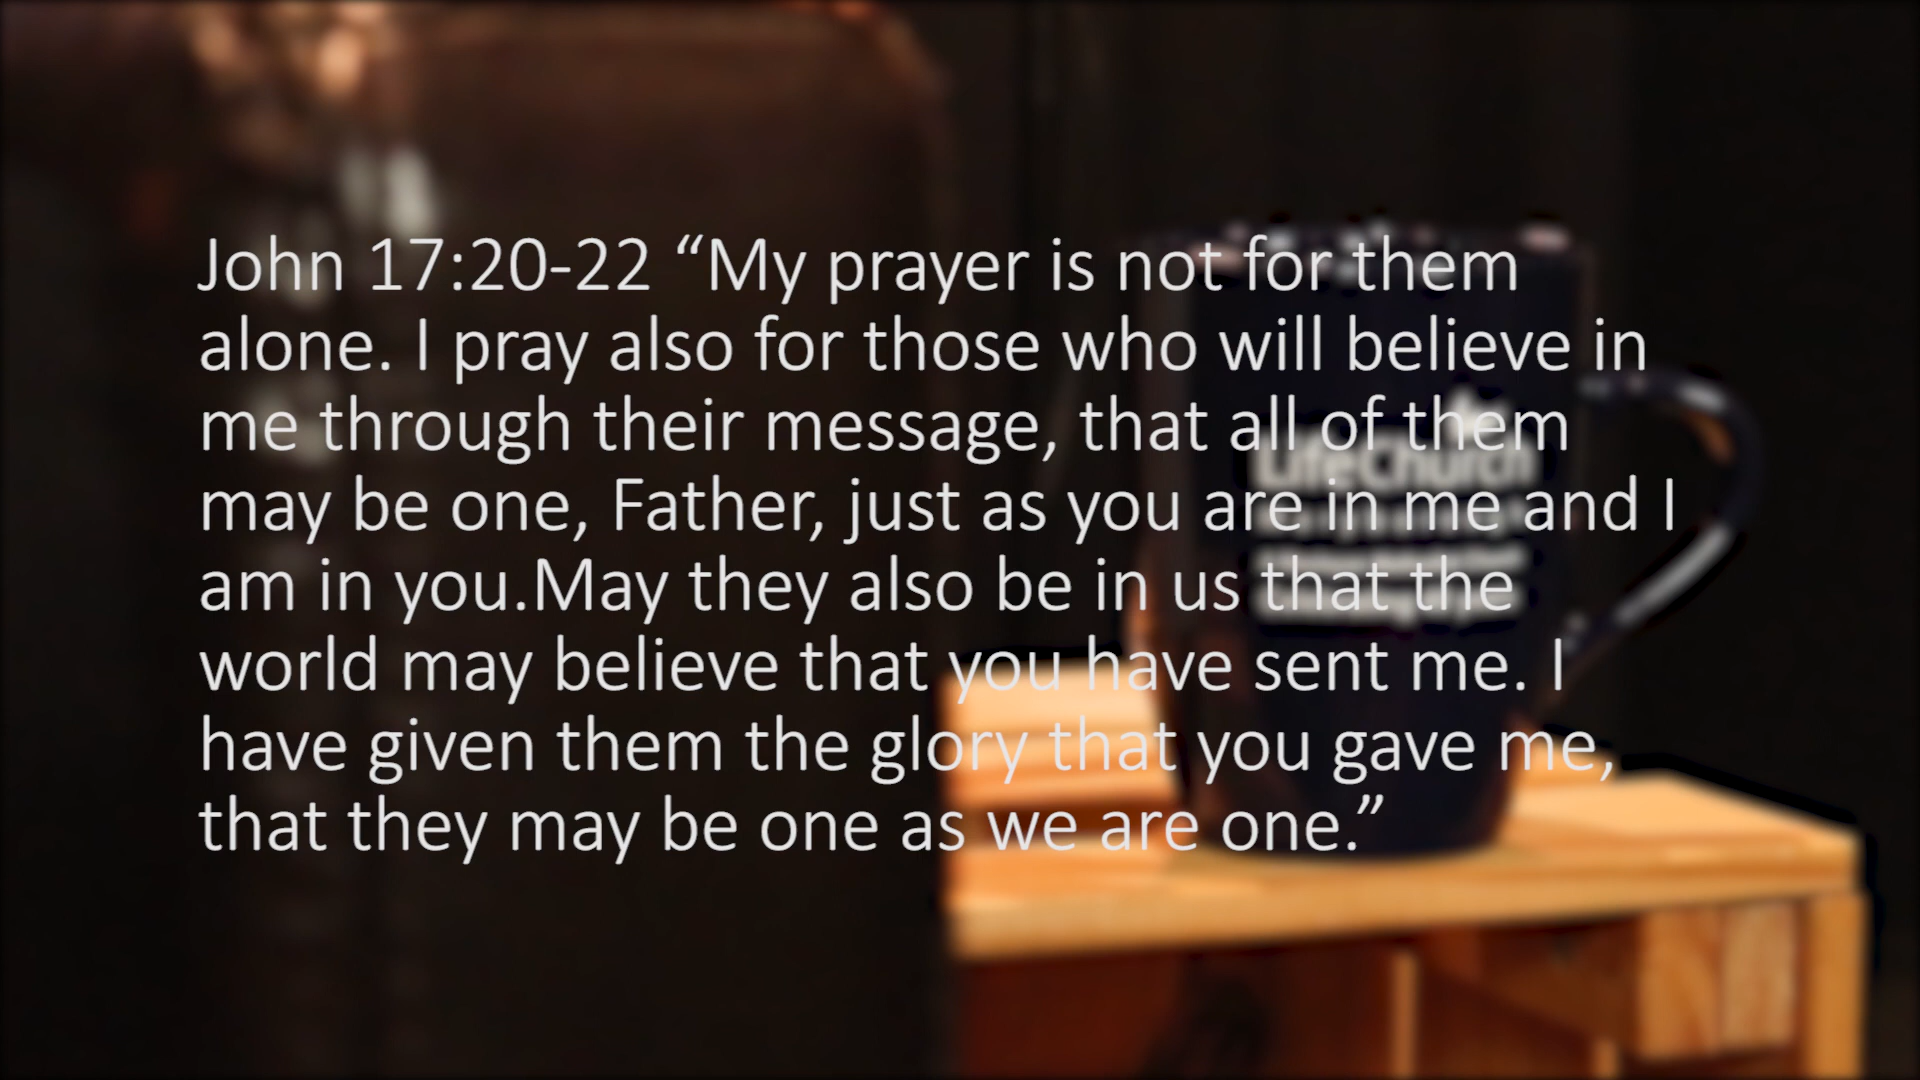 John 17:20-22 “My prayer is not for them
alone. I pray also for those who will believe in
me through their message, that all of them
may be one, Father, just as you are in me and I
am in you.May they also be in us that the
world may believe that you have sent me. I
have given them the glory that you gave me,
that they may be one as we are one.”
LifeChurch